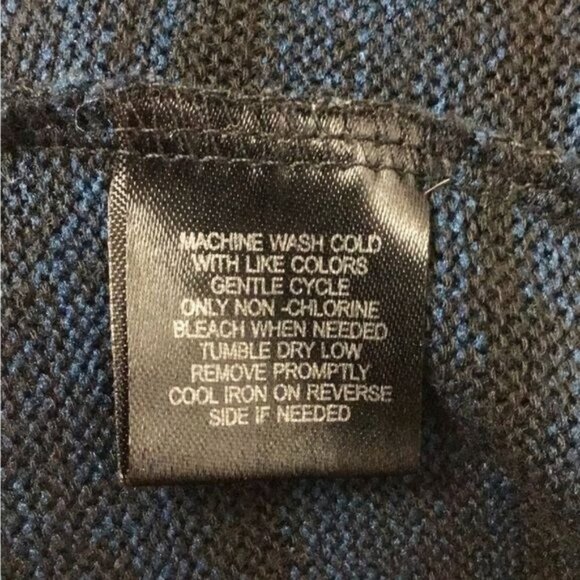 MACHINE WASH COLD
WITH LIKE COLORS
GENTLE CYCLE
ONLY NON -CHLORINE
BLEACH WHEN NEEDED
TUMBLE DRY LOW
REMOVE PROMPTLY
COOL IRON ON REVERSE
SIDE IF NEEDED